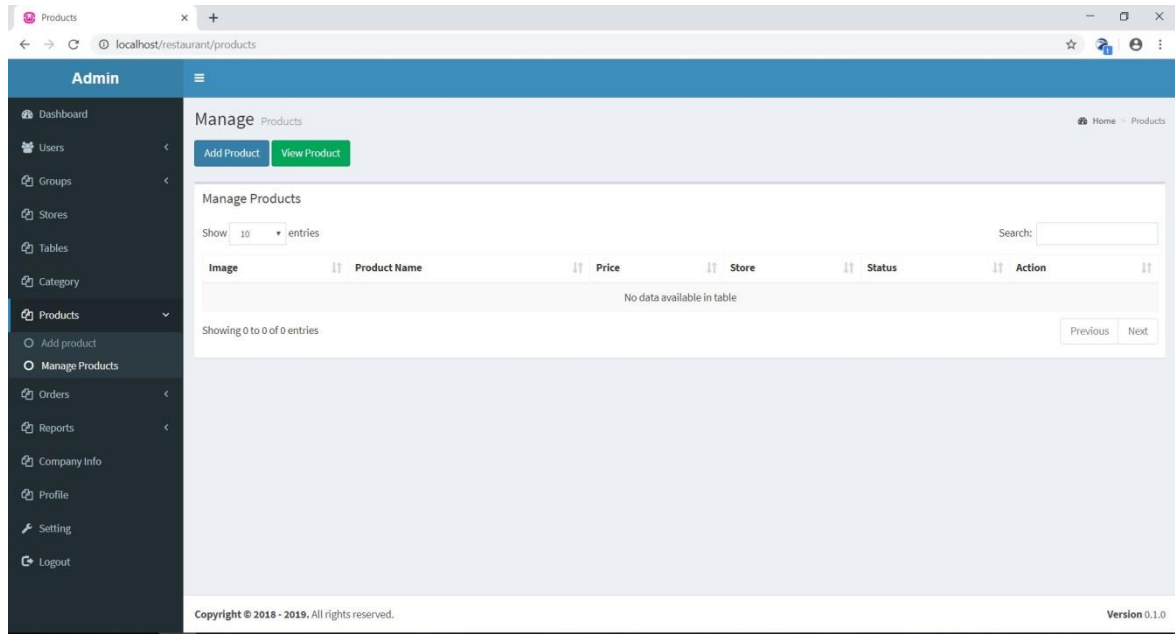 Products
localhost/restaurant/products
Admin
Dashboard
Users
Groups
Stores
Tables
Category
Products
Add product
Manage Products
Orders
Reports
Company Info
Profile
Setting
Logout
Manage Products
Home > Products
Add Product View Product
Manage Products
Show 10 entries Search:
Image Product Name Price Store Status Action
No data available in table
Showing 0 to 0 of 0 entries Previous Next
Copyright © 2018 - 2019. All rights reserved. Version 0.1.0